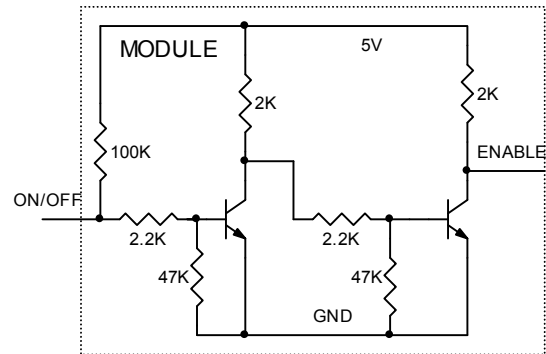 MODULE
5V
2K
2K
100K
ENABLE
ON/OFF
2.2K
2.2K
47K
47K
GND